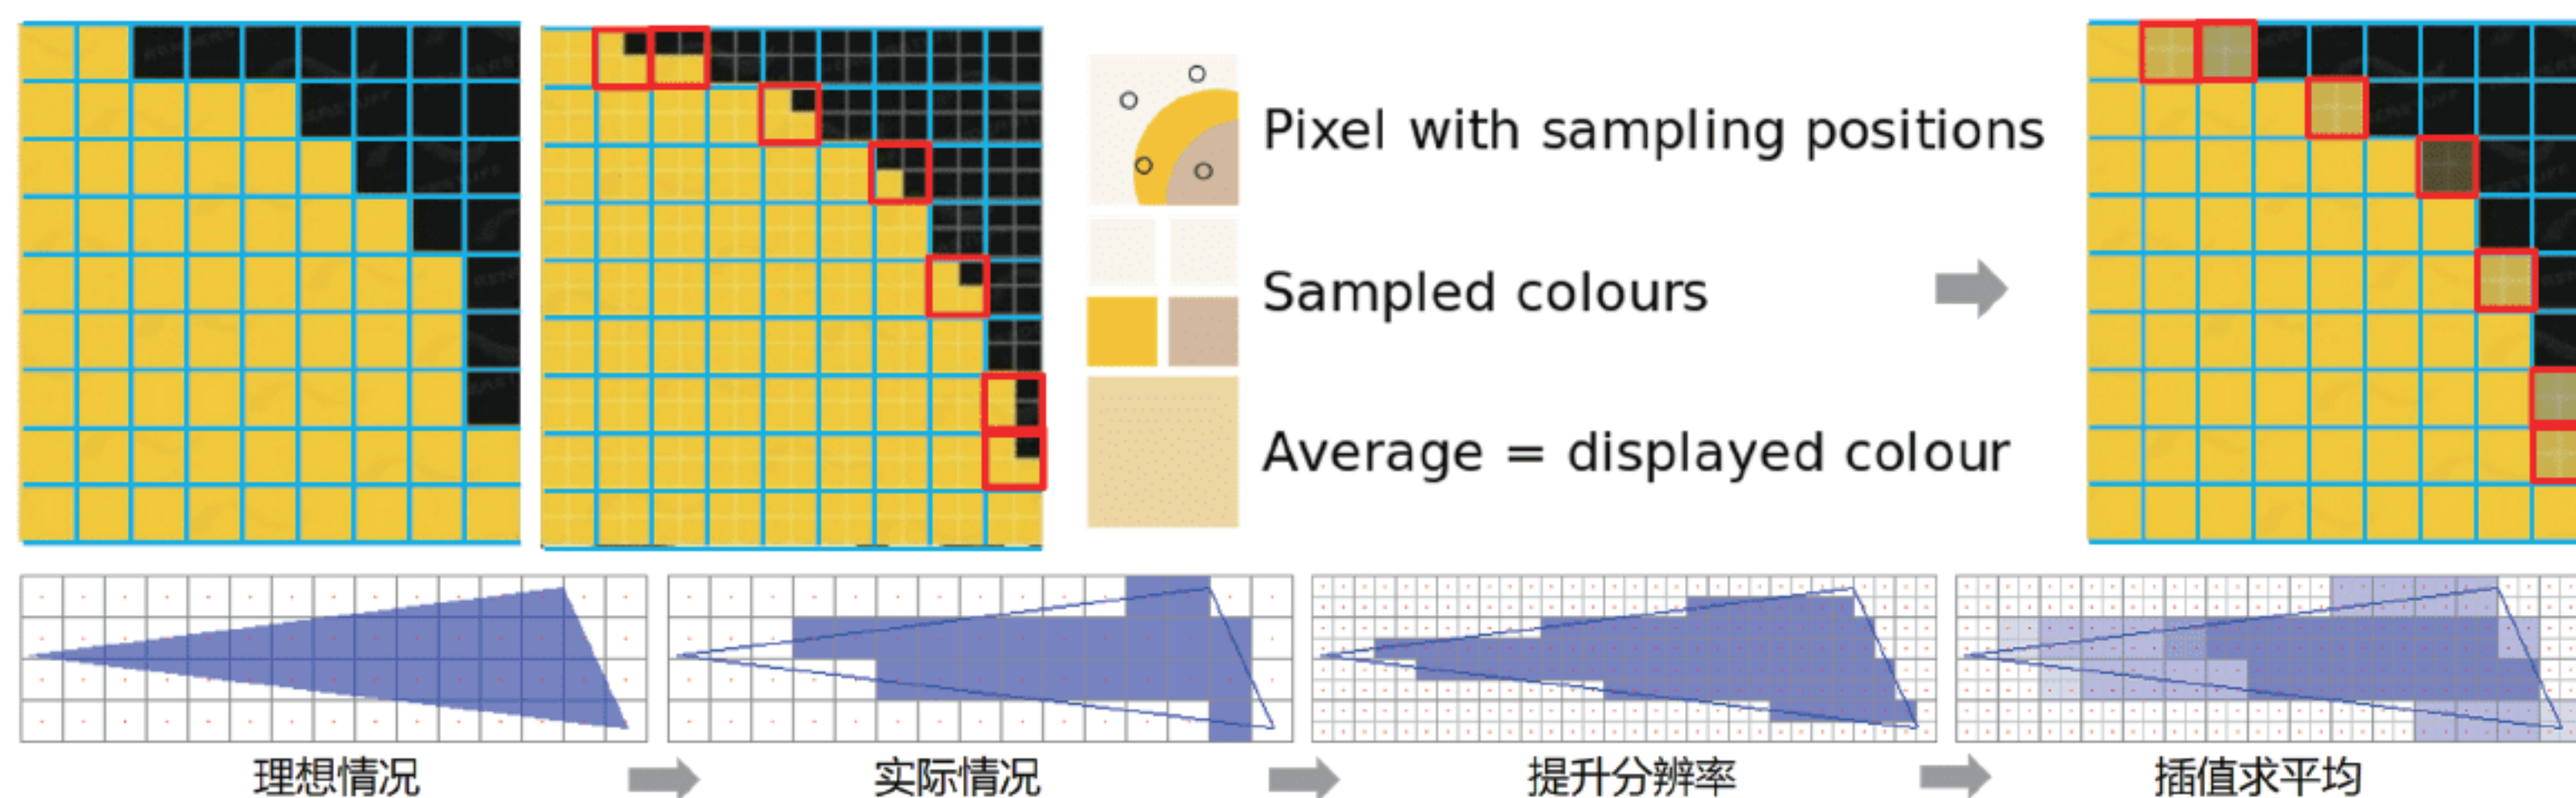 Pixel with sampling positions
Sampled colours
Average = displayed colour
理想情况
实际情况
提升分辨率
插值求平均